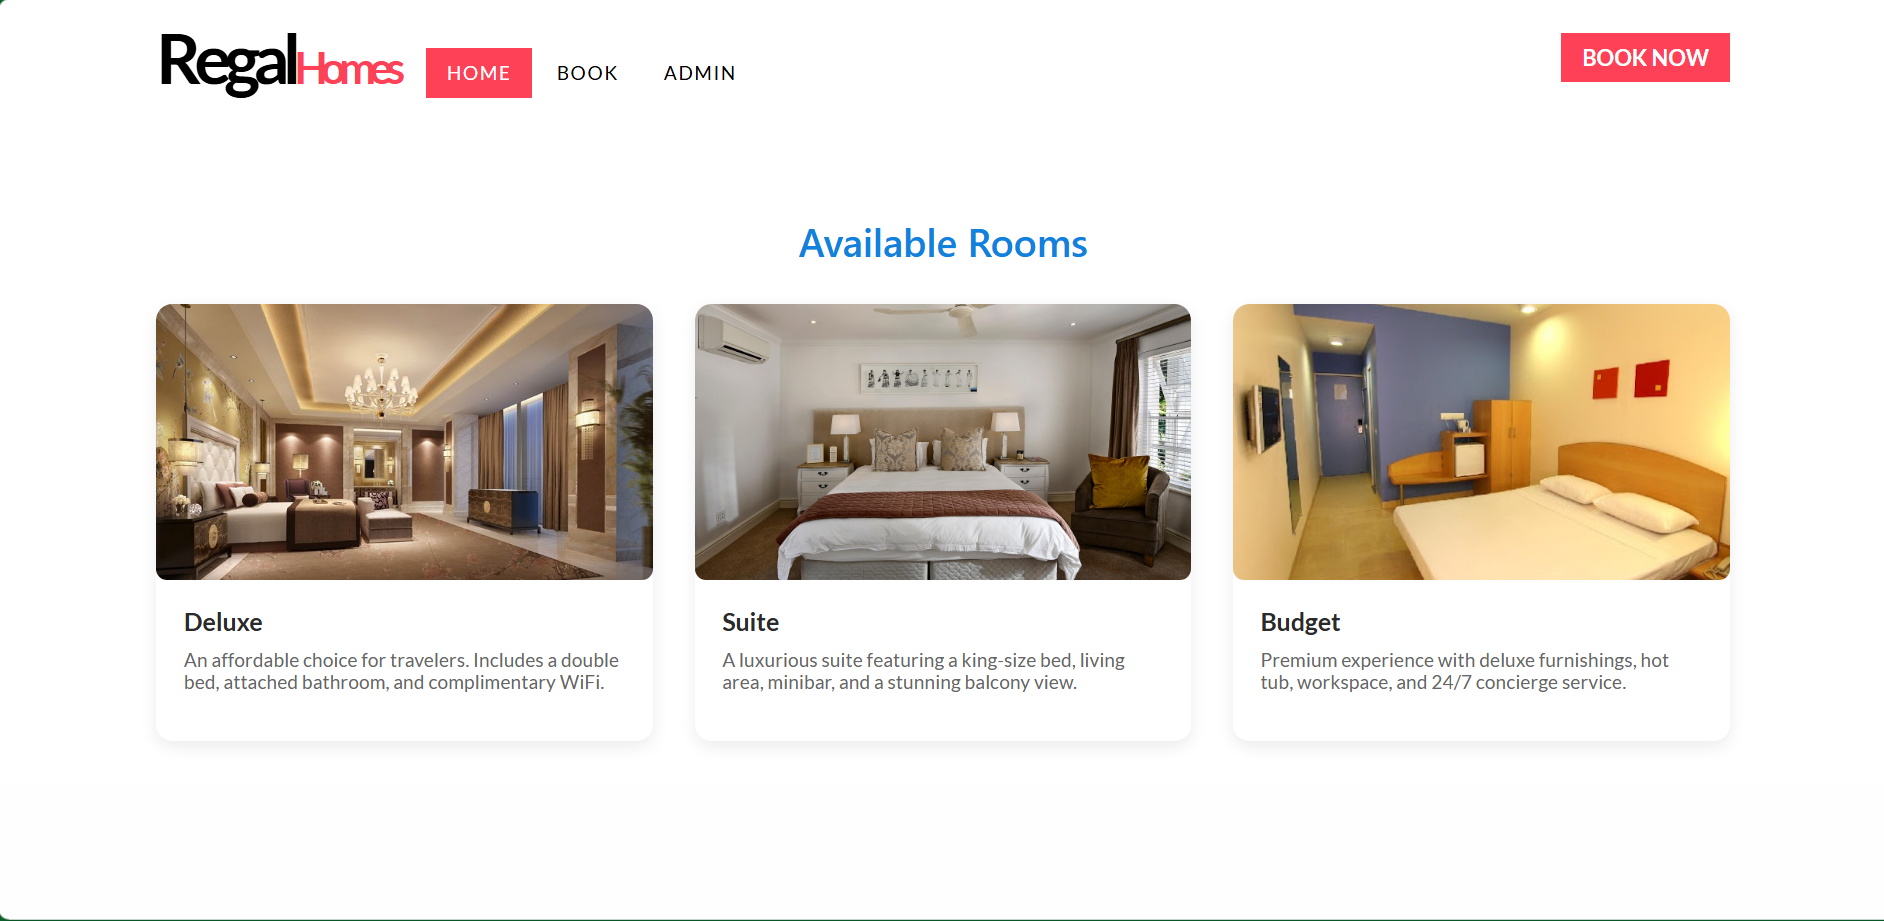 RegalHomes HOME BOOK ADMIN BOOK NOW
Available Rooms
Deluxe
An affordable choice for travelers. Includes a double
bed, attached bathroom, and complimentary WiFi.
Suite
A luxurious suite featuring a king-size bed, living
area, minibar, and a stunning balcony view.
Budget
Premium experience with deluxe furnishings, hot
tub, workspace, and 24/7 concierge service.